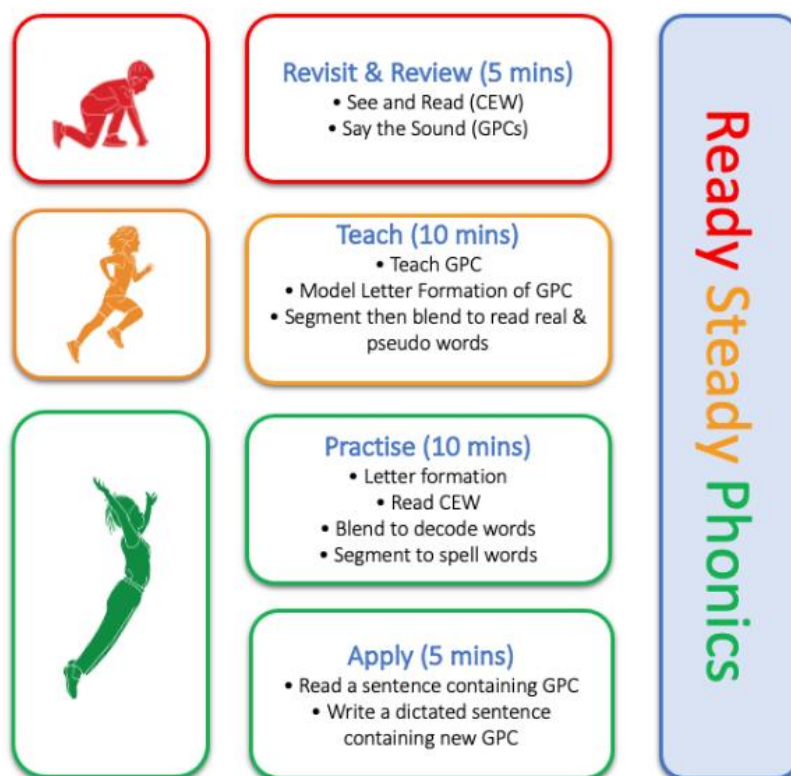 Revisit & Review (5 mins)
• See and Read (CEW)
• Say the Sound (GPCs)
Teach (10 mins)
• Teach GPC
• Model Letter Formation of GPC
• Segment then blend to read real &
pseudo words
Practise (10 mins)
• Letter formation
• Read CEW
• Blend to decode words
• Segment to spell words
Apply (5 mins)
• Read a sentence containing GPC
• Write a dictated sentence
containing new GPC
Ready Steady Phonics